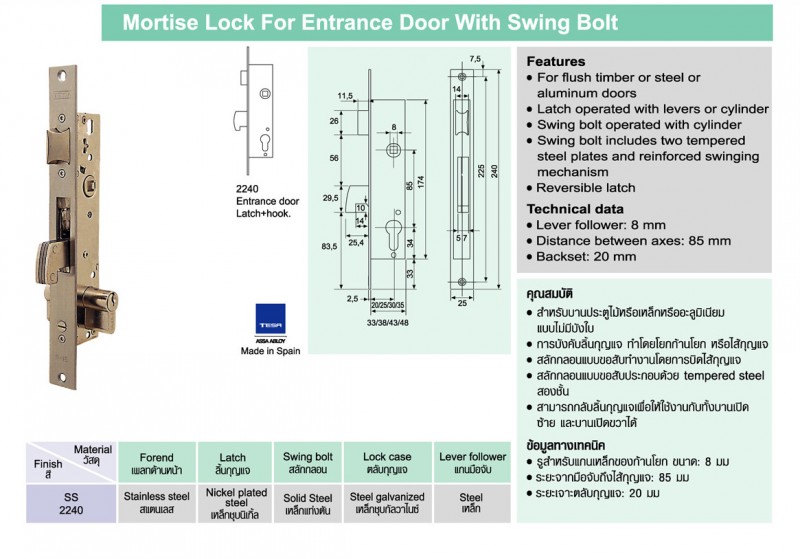 Mortise Lock For Entrance Door With Swing Bolt
2240
Entrance door
Latch+hook.
TESA
ASSA ABLOY
Made in Spain
7,5
11,5
14
26
8
56
85
174
225
240
29,5
10
14
25,4
5
7
83,5
34
33
2,5
20/25/30/35
25
33/38/43/48
Features
• For flush timber or steel or
aluminum doors
• Latch operated with levers or cylinder
• Swing bolt operated with cylinder
• Swing bolt includes two tempered
steel plates and reinforced swinging
mechanism
• Reversible latch
Technical data
• Lever follower: 8 mm
• Distance between axes: 85 mm
• Backset: 20 mm
คุณสมบัติ
• สำหรับบานประตูไม้หรือเหล็กหรืออะลูมิเนียม
แบบไม่มีบังใบ
• การบังคับลิ้นกุญแจ ทำโดยโยกก้านโยก หรือไส้กุญแจ
• สลักกลอนแบบขอสับทำงานโดยการบิดไส้กุญแจ
• สลักกลอนแบบขอสับประกอบด้วย tempered steel
สองชั้น
• สามารถกลับลิ้นกุญแจเพื่อให้ใช้งานกับทั้งบานเปิด
ซ้าย และบานเปิดขวาได้
ข้อมูลทางเทคนิค
• รูสำหรับแกนเหล็กของก้านโยก ขนาด: 8 มม
• ระยะจากมือจับถึงไส้กุญแจ: 85 มม
• ระยะเจาะตลับกุญแจ: 20 มม
Material
วัสดุ
Finish
สี
Forend
เพลทด้านหน้า
Latch
ลิ้นกุญแจ
Swing bolt
สลักกลอน
Lock case
ตลับกุญแจ
Lever follower
แกนมือจับ
SS
2240
Stainless steel
สแตนเลส
Nickel plated
steel
เหล็กชุบนิเกิ้ล
Solid Steel
เหล็กแท่งตัน
Steel galvanized
เหล็กชุบกัลวาไนซ์
Steel
เหล็ก